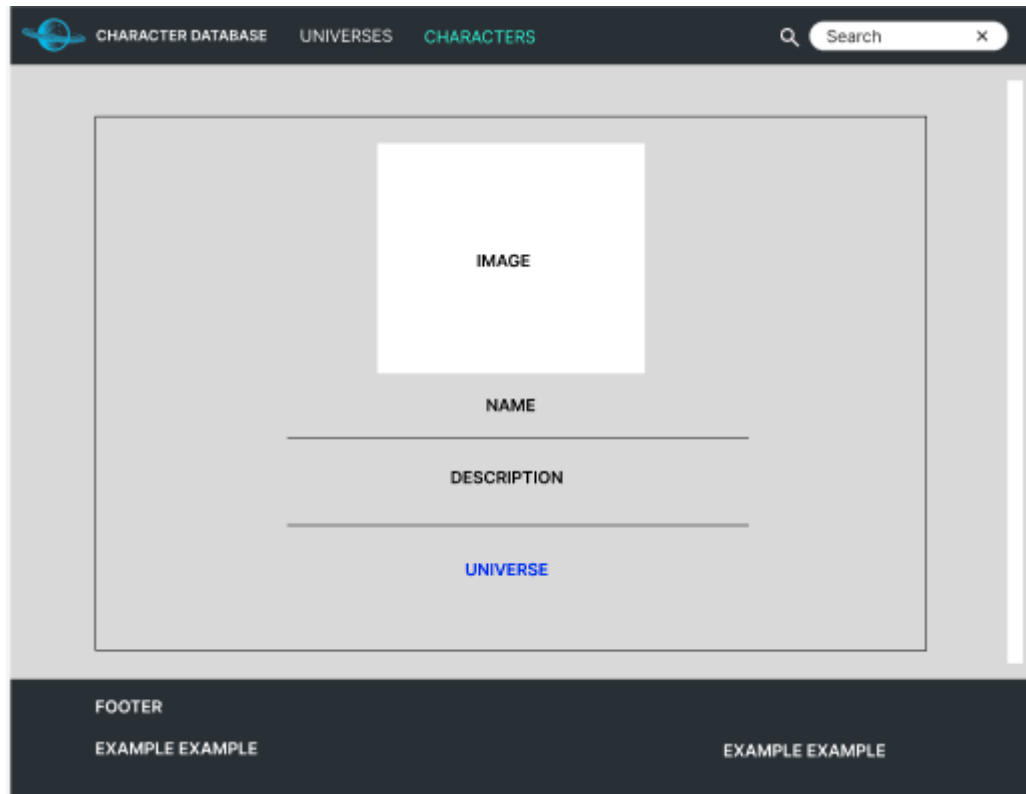 CHARACTER DATABASE UNIVERSES CHARACTERS Search ×
IMAGE
NAME
DESCRIPTION
UNIVERSE
FOOTER
EXAMPLE EXAMPLE EXAMPLE EXAMPLE